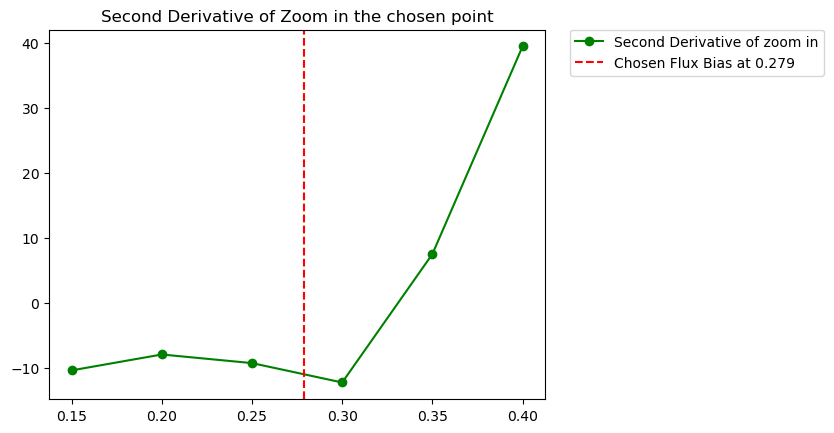 Second Derivative of Zoom in the chosen point
Second Derivative of zoom in
Chosen Flux Bias at 0.279
40
30
20
10
0
−10
0.15 0.20 0.25 0.30 0.35 0.40